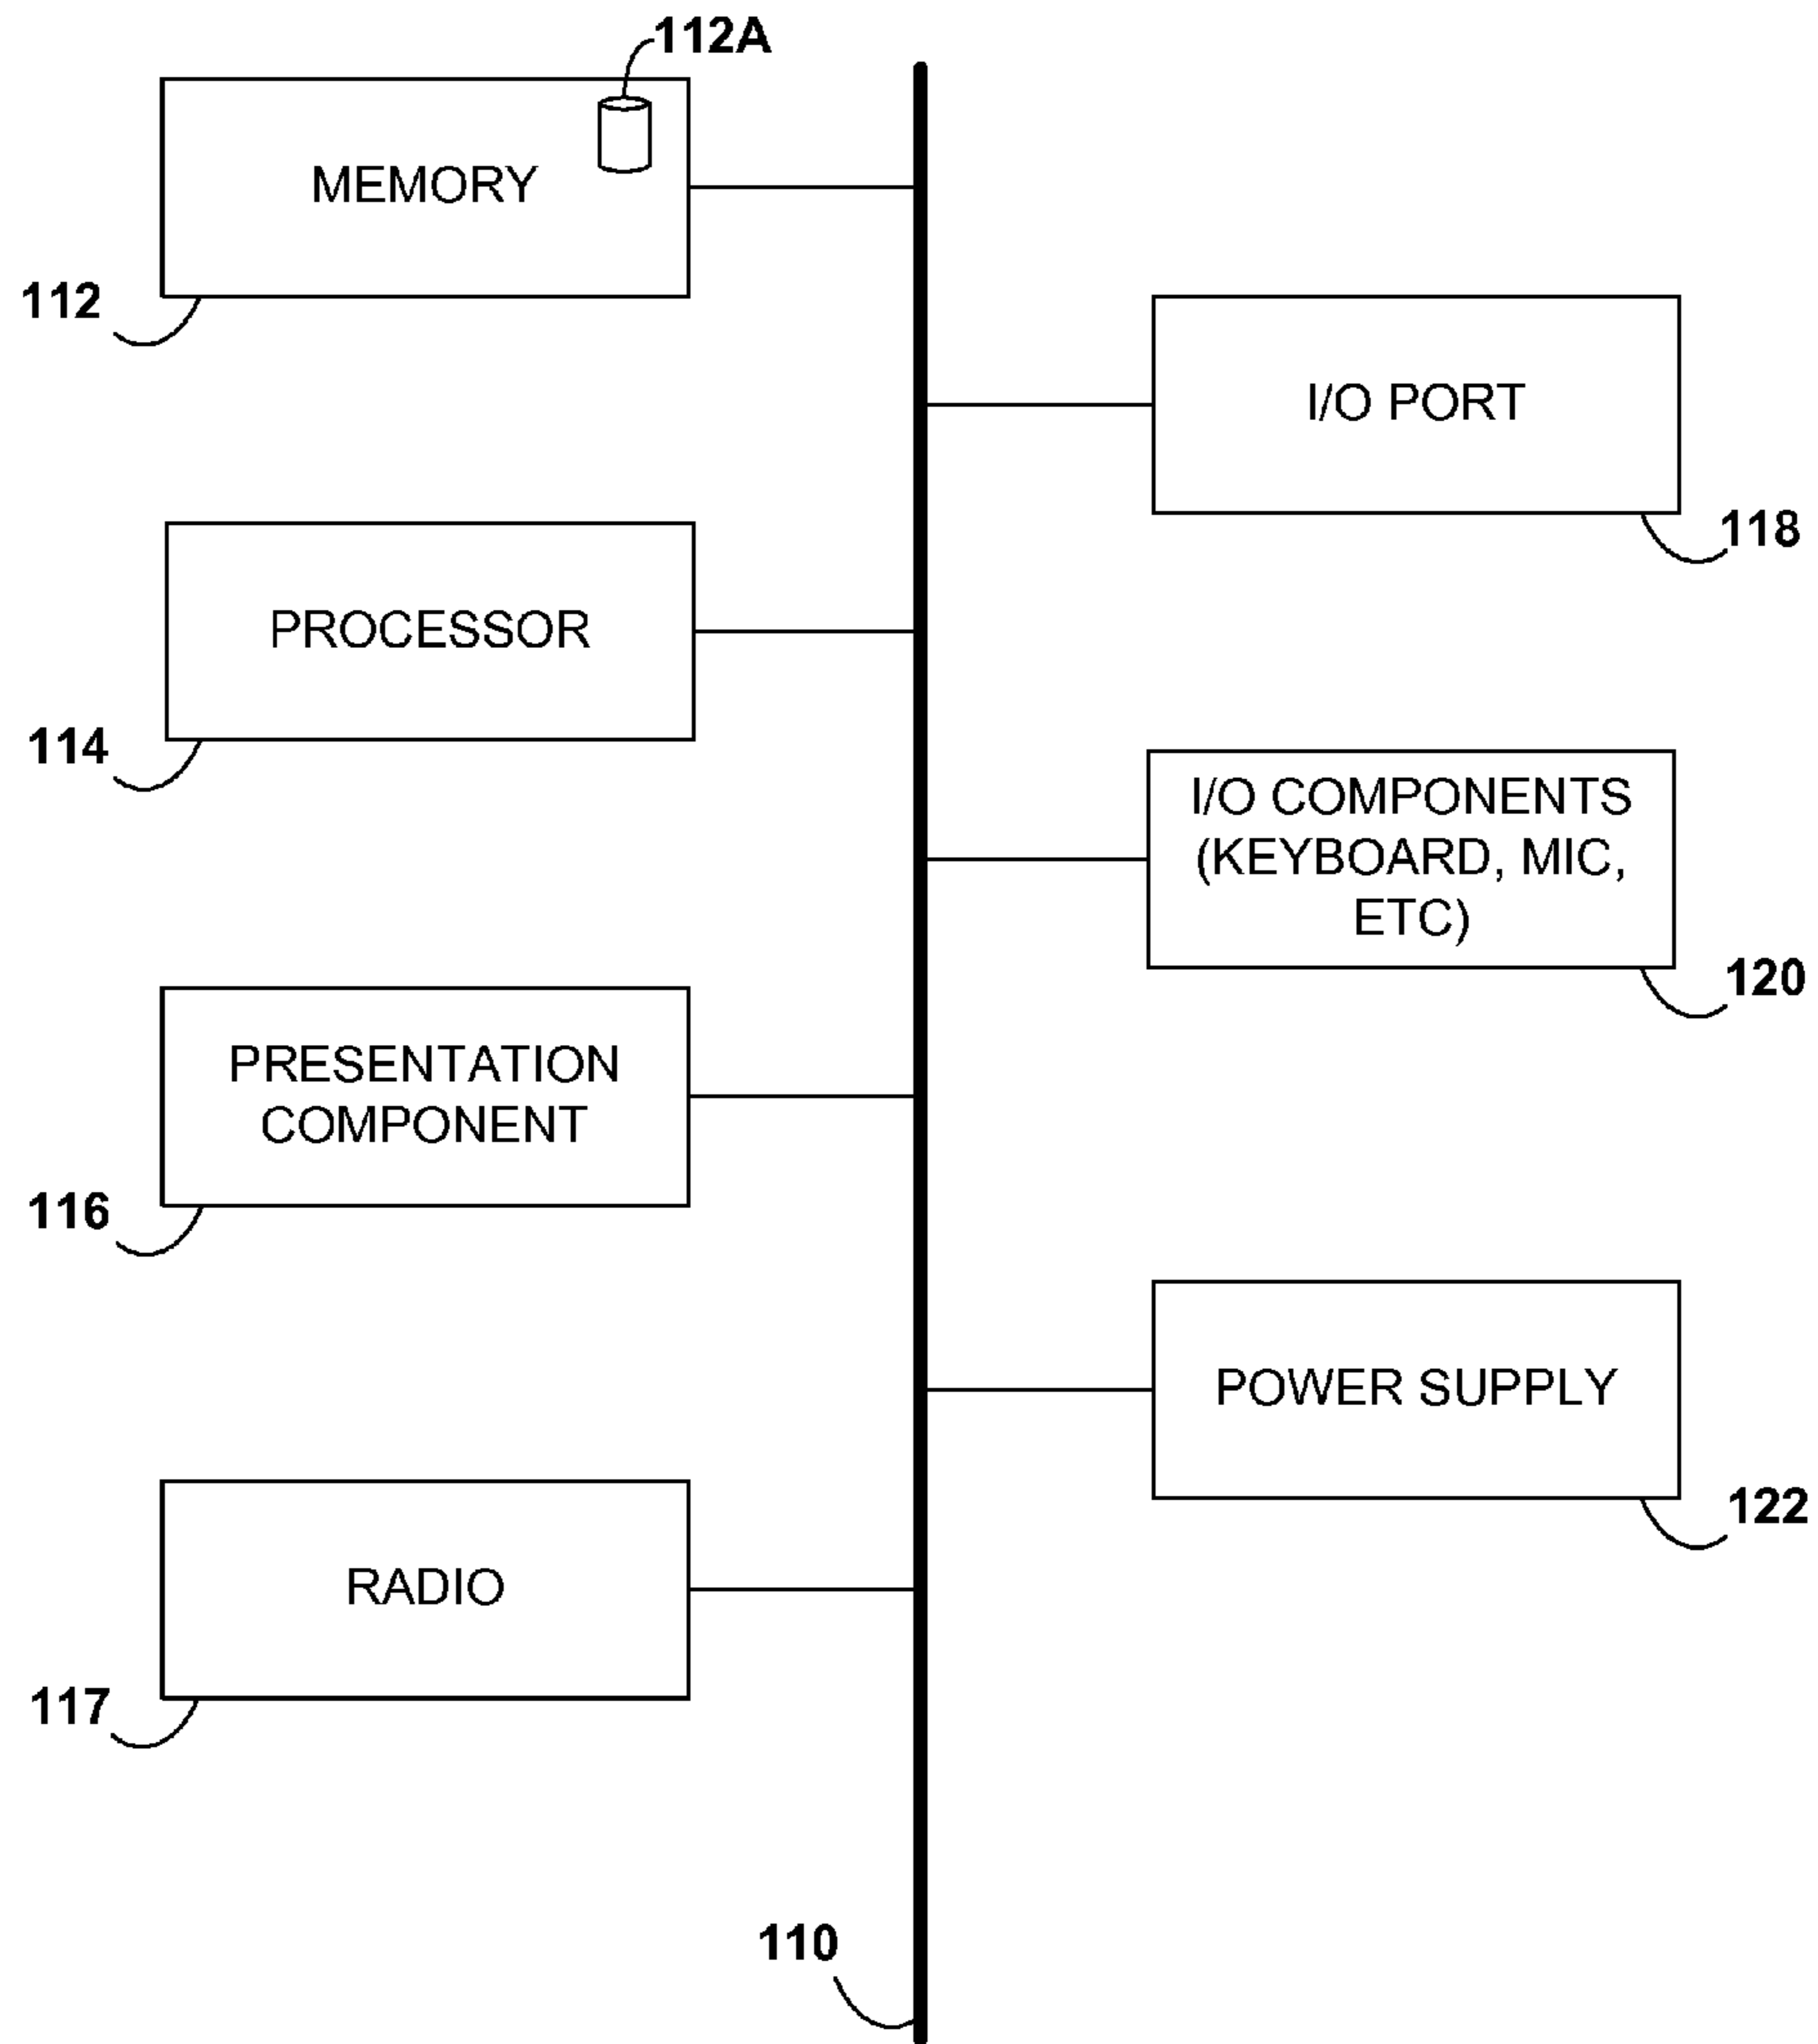 112A
MEMORY
112
I/O PORT
118
PROCESSOR
114
I/O COMPONENTS
(KEYBOARD, MIC,
ETC)
120
PRESENTATION
COMPONENT
116
POWER SUPPLY
122
RADIO
117
110